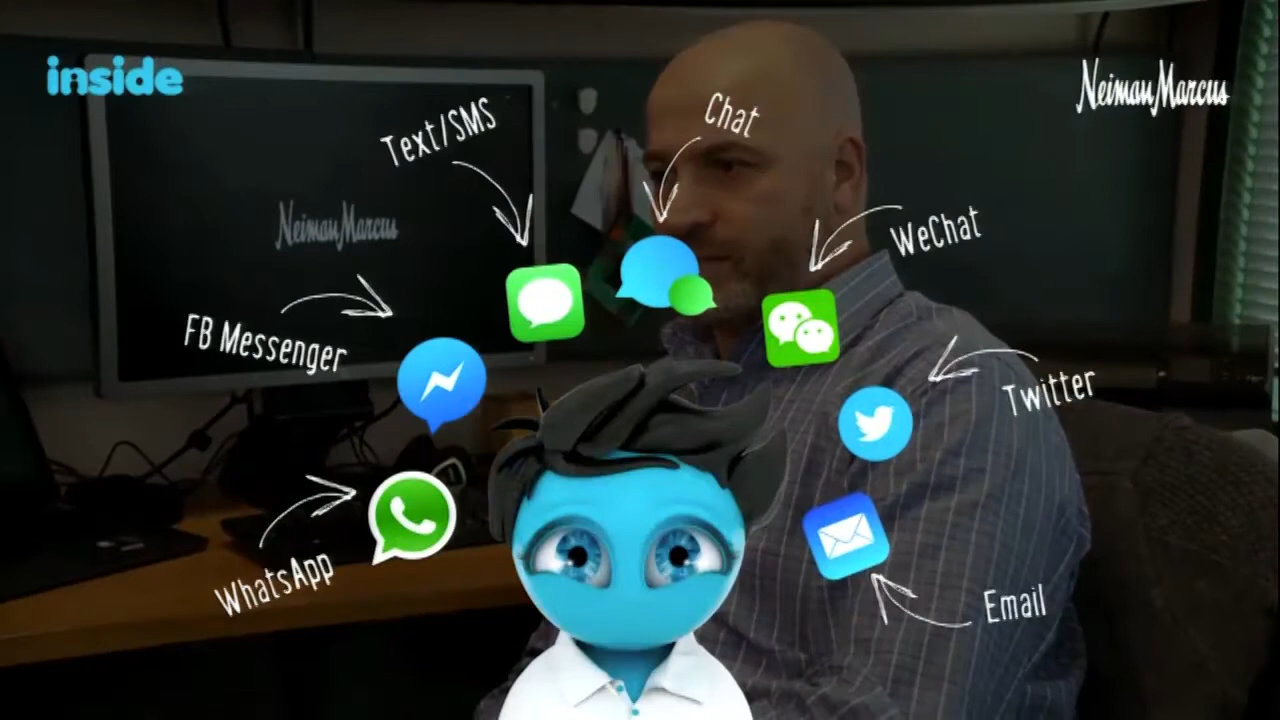 inside
Neiman Marcus
Text/SMS
Chat
Neiman Marcus
WeChat
FB Messenger
Twitter
WhatsApp
Email